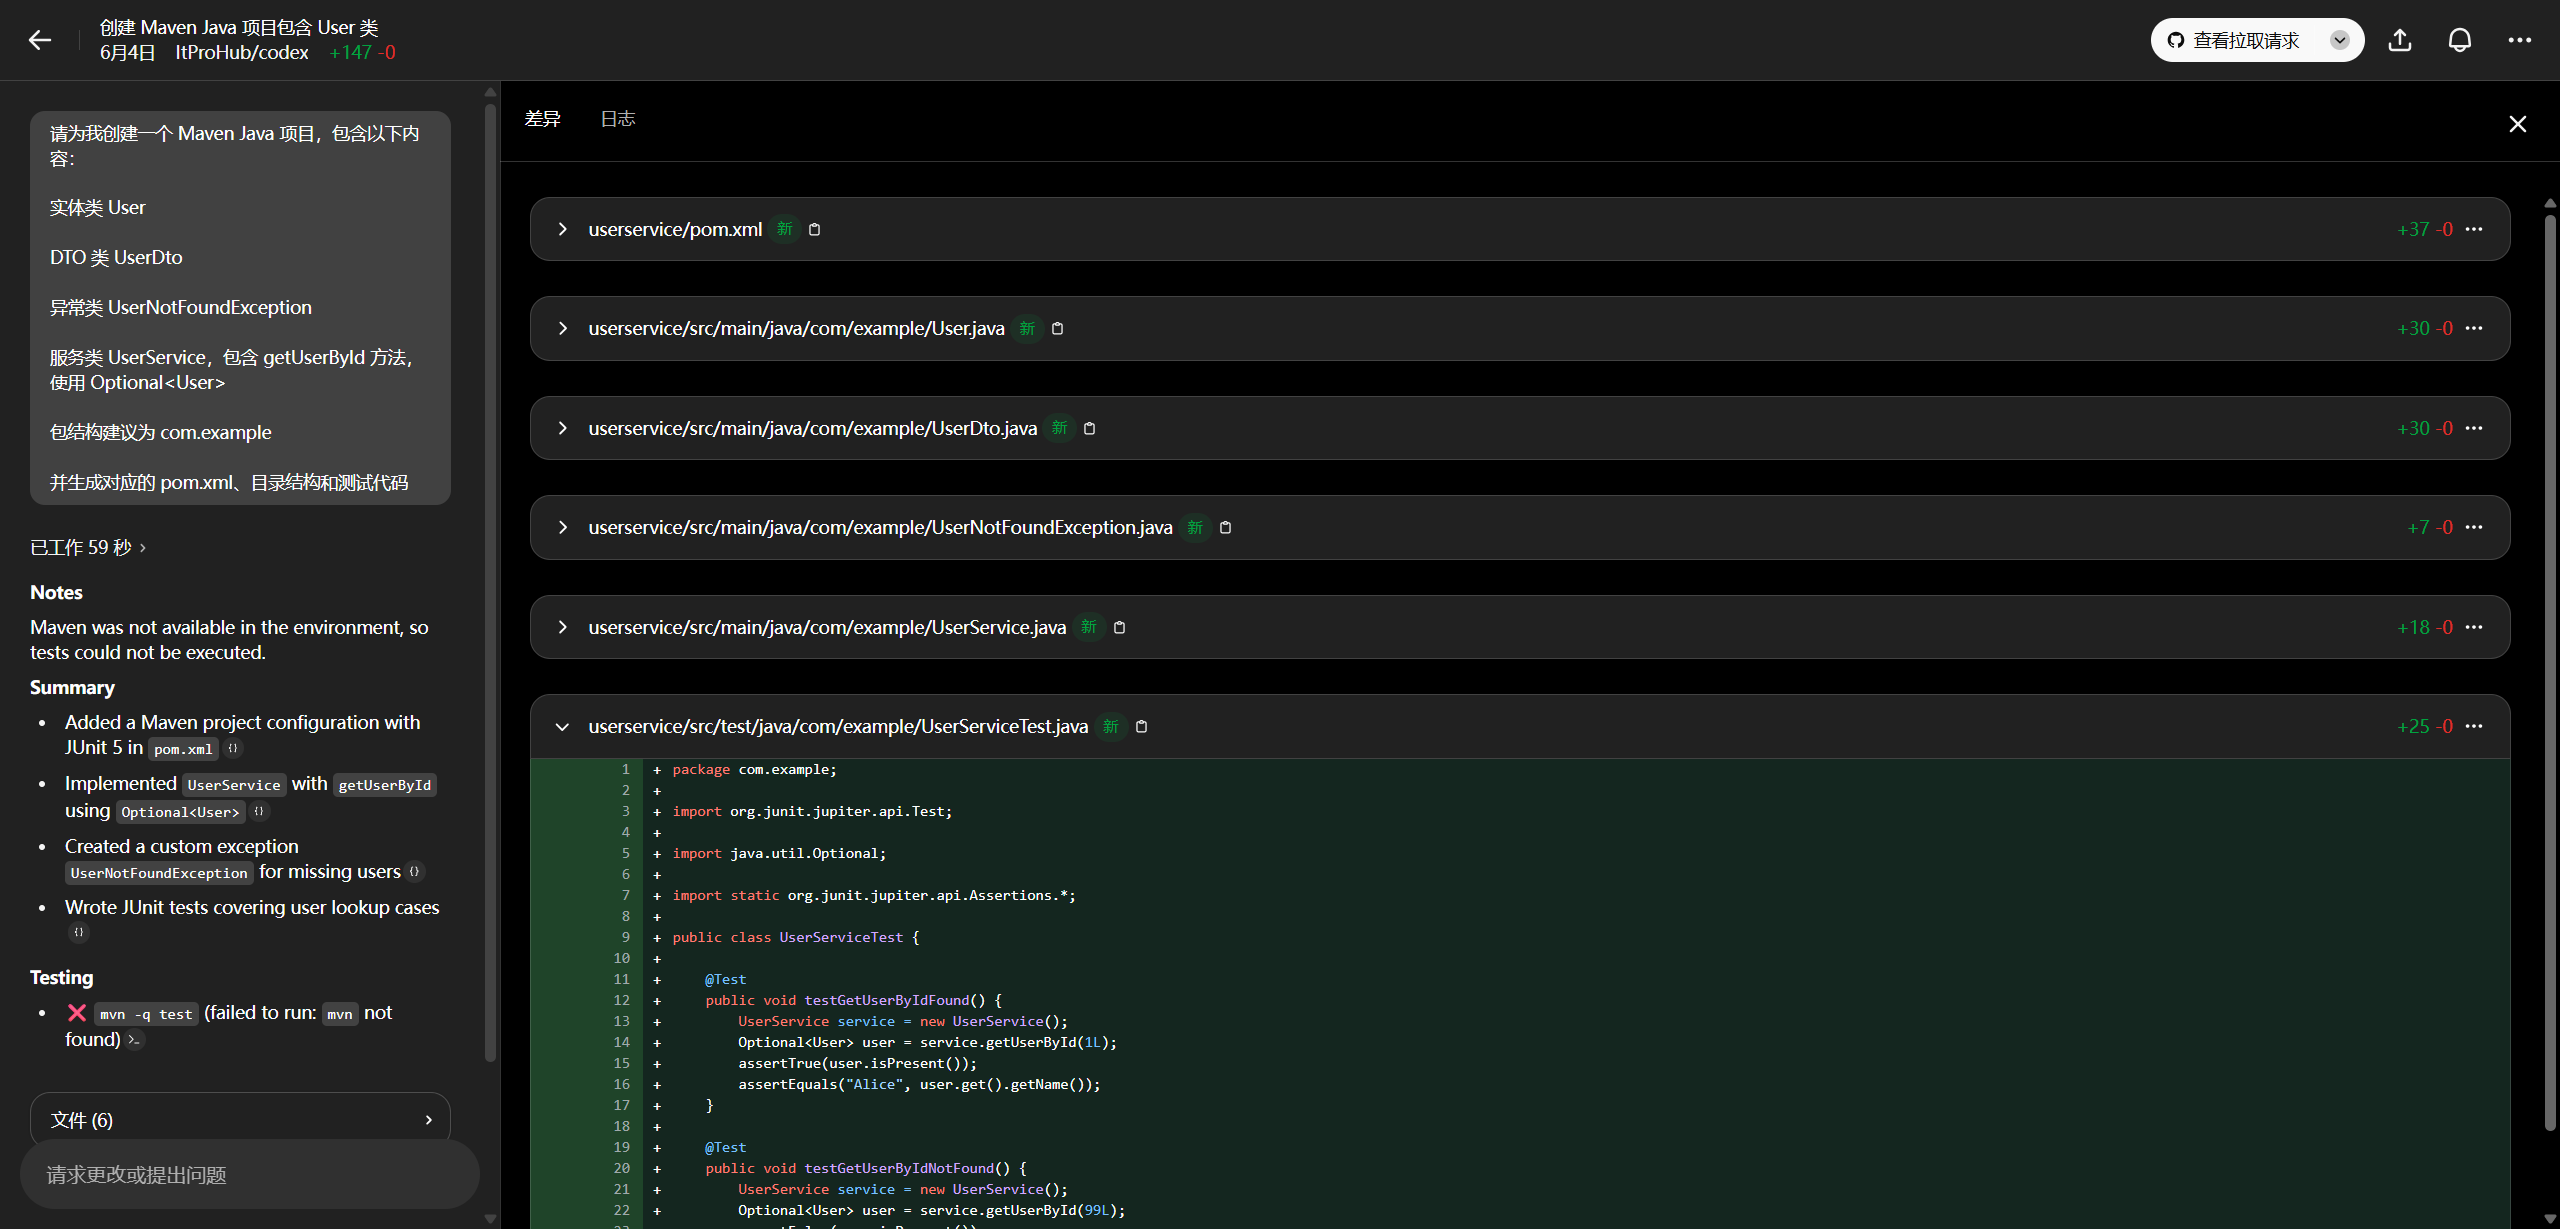 创建 Maven Java 项目包含 User 类
6月4日 ItProHub/codex +147 -0
查看拉取请求
请为我创建一个 Maven Java 项目，包含以下内
容：
实体类 User
DTO 类 UserDto
异常类 UserNotFoundException
服务类 UserService，包含 getUserById 方法，
使用 Optional<User>
包结构建议为 com.example
并生成对应的 pom.xml、目录结构和测试代码
已工作 59 秒
Notes
Maven was not available in the environment, so
tests could not be executed.
Summary
• Added a Maven project configuration with
JUnit 5 in pom.xml {}
• Implemented UserService with getUserById
using Optional<User> {}
• Created a custom exception
UserNotFoundException for missing users {}
• Wrote JUnit tests covering user lookup cases
{}
Testing
• ❌ mvn -q test (failed to run: mvn not
found)
文件 (6)
请求更改或提出问题
差异 日志
userservice/pom.xml 新 +37 -0
userservice/src/main/java/com/example/User.java 新 +30 -0
userservice/src/main/java/com/example/UserDto.java 新 +30 -0
userservice/src/main/java/com/example/UserNotFoundException.java 新 +7 -0
userservice/src/main/java/com/example/UserService.java 新 +18 -0
userservice/src/test/java/com/example/UserServiceTest.java 新 +25 -0
1 + package com.example;
2 +
3 + import org.junit.jupiter.api.Test;
4 +
5 + import java.util.Optional;
6 +
7 + import static org.junit.jupiter.api.Assertions.*;
8 +
9 + public class UserServiceTest {
10 +
11 + @Test
12 + public void testGetUserByIdFound() {
13 + UserService service = new UserService();
14 + Optional<User> user = service.getUserById(1L);
15 + assertTrue(user.isPresent());
16 + assertEquals("Alice", user.get().getName());
17 + }
18 +
19 + @Test
20 + public void testGetUserByIdNotFound() {
21 + UserService service = new UserService();
22 + Optional<User> user = service.getUserById(99L);